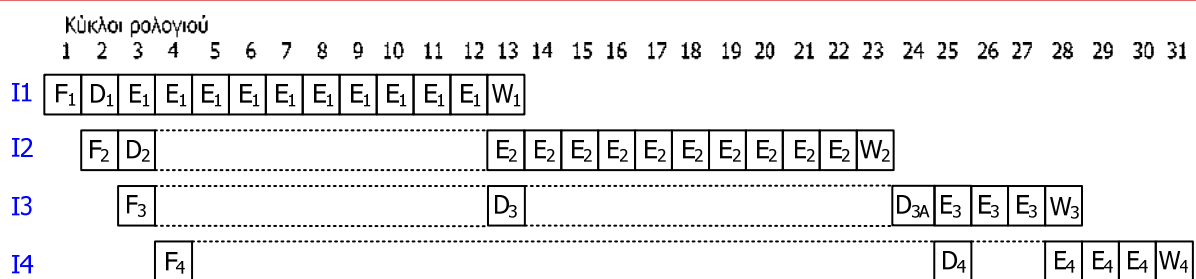 Κύκλοι ρολογιού
1 2 3 4 5 6 7 8 9 10 11 12 13 14 15 16 17 18 19 20 21 22 23 24 25 26 27 28 29 30 31
I1 F1 D1 E1 E1 E1 E1 E1 E1 E1 E1 E1 E1 W1
I2 F2 D2 E2 E2 E2 E2 E2 E2 E2 E2 E2 E2 W2
I3 F3 D3 D3A E3 E3 E3 W3
I4 F4 D4 E4 E4 E4 W4